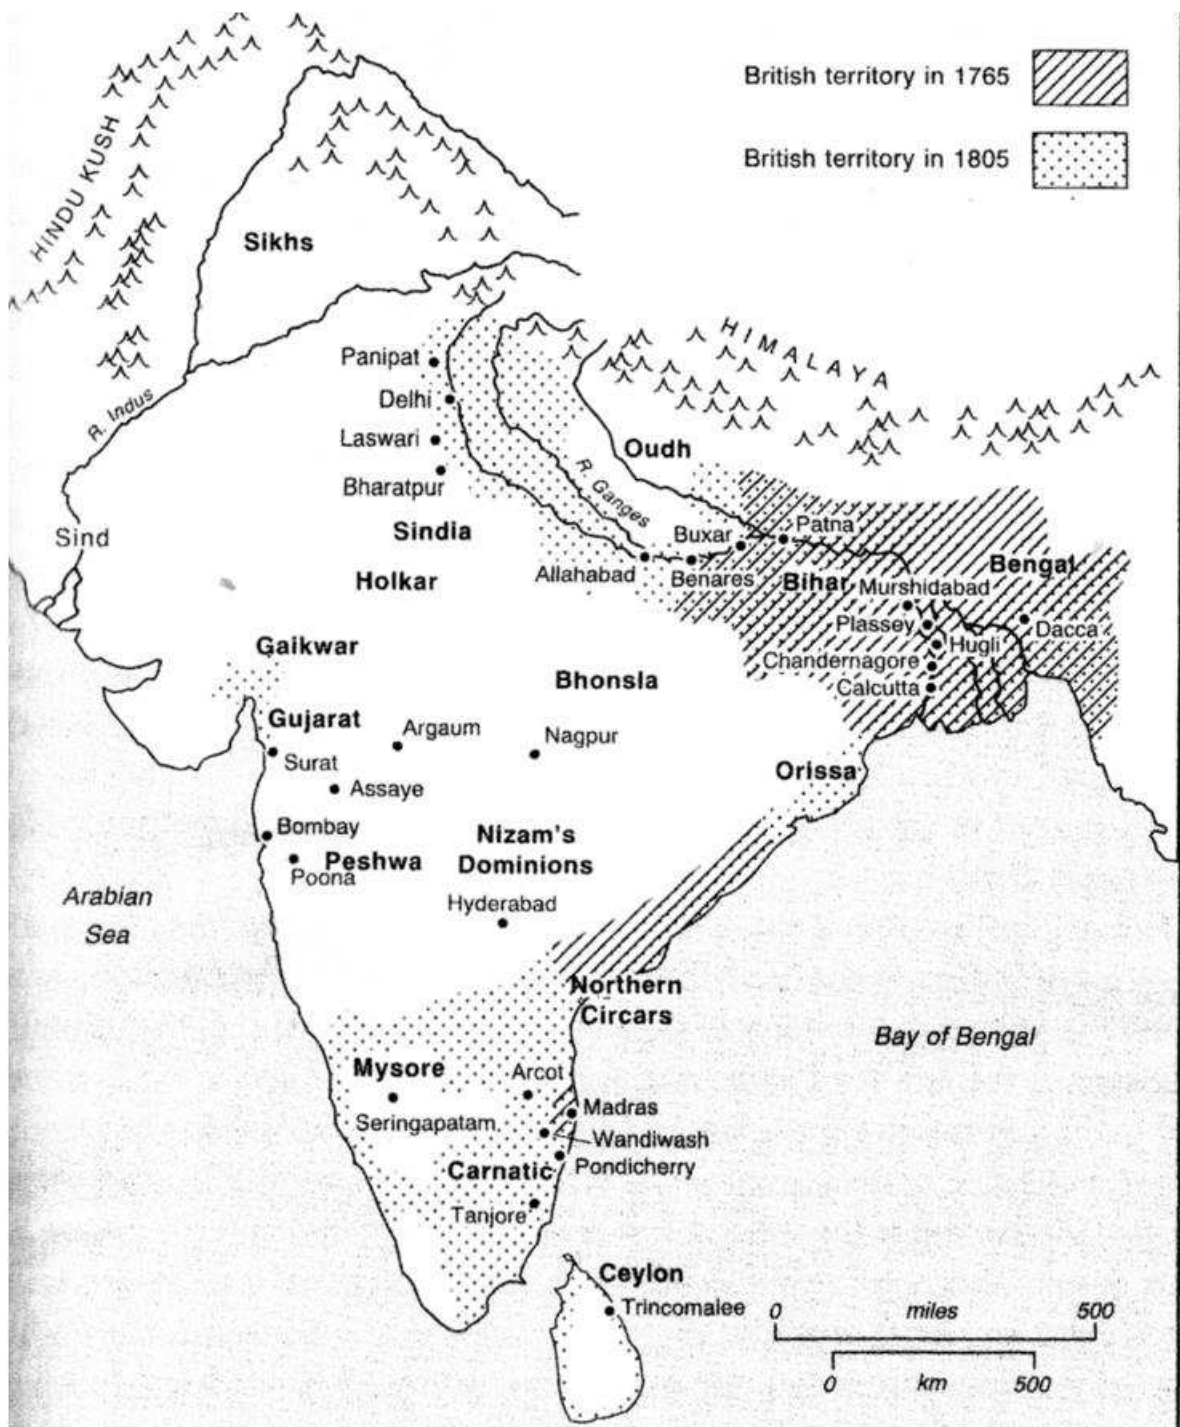 British territory in 1765
British territory in 1805
HINDU KUSH
Sikhs
HIMALAYA
Panipat
Delhi
R. Indus
Laswari
Oudh
Bharatpur
R. Ganges
Sindia
Buxar
Patna
Sind
Holkar
Allahabad
Benares
Bihar
Bengal
Murshidabad
Plassey
Dacca
Gaikwar
Hugli
Chandernagore
Bhonsla
Calcutta
Gujarat
Argaum
Nagpur
Surat
Orissa
Assaye
Bombay
Nizam's
Dominions
Peshwa
Poona
Arabian
Sea
Hyderabad
Northern
Circars
Bay of Bengal
Mysore
Arcot
Seringapatam
Madras
Wandiwash
Carnatic
Pondicherry
Tanjore
Ceylon
Trincomalee
0 miles 500
0 km 500